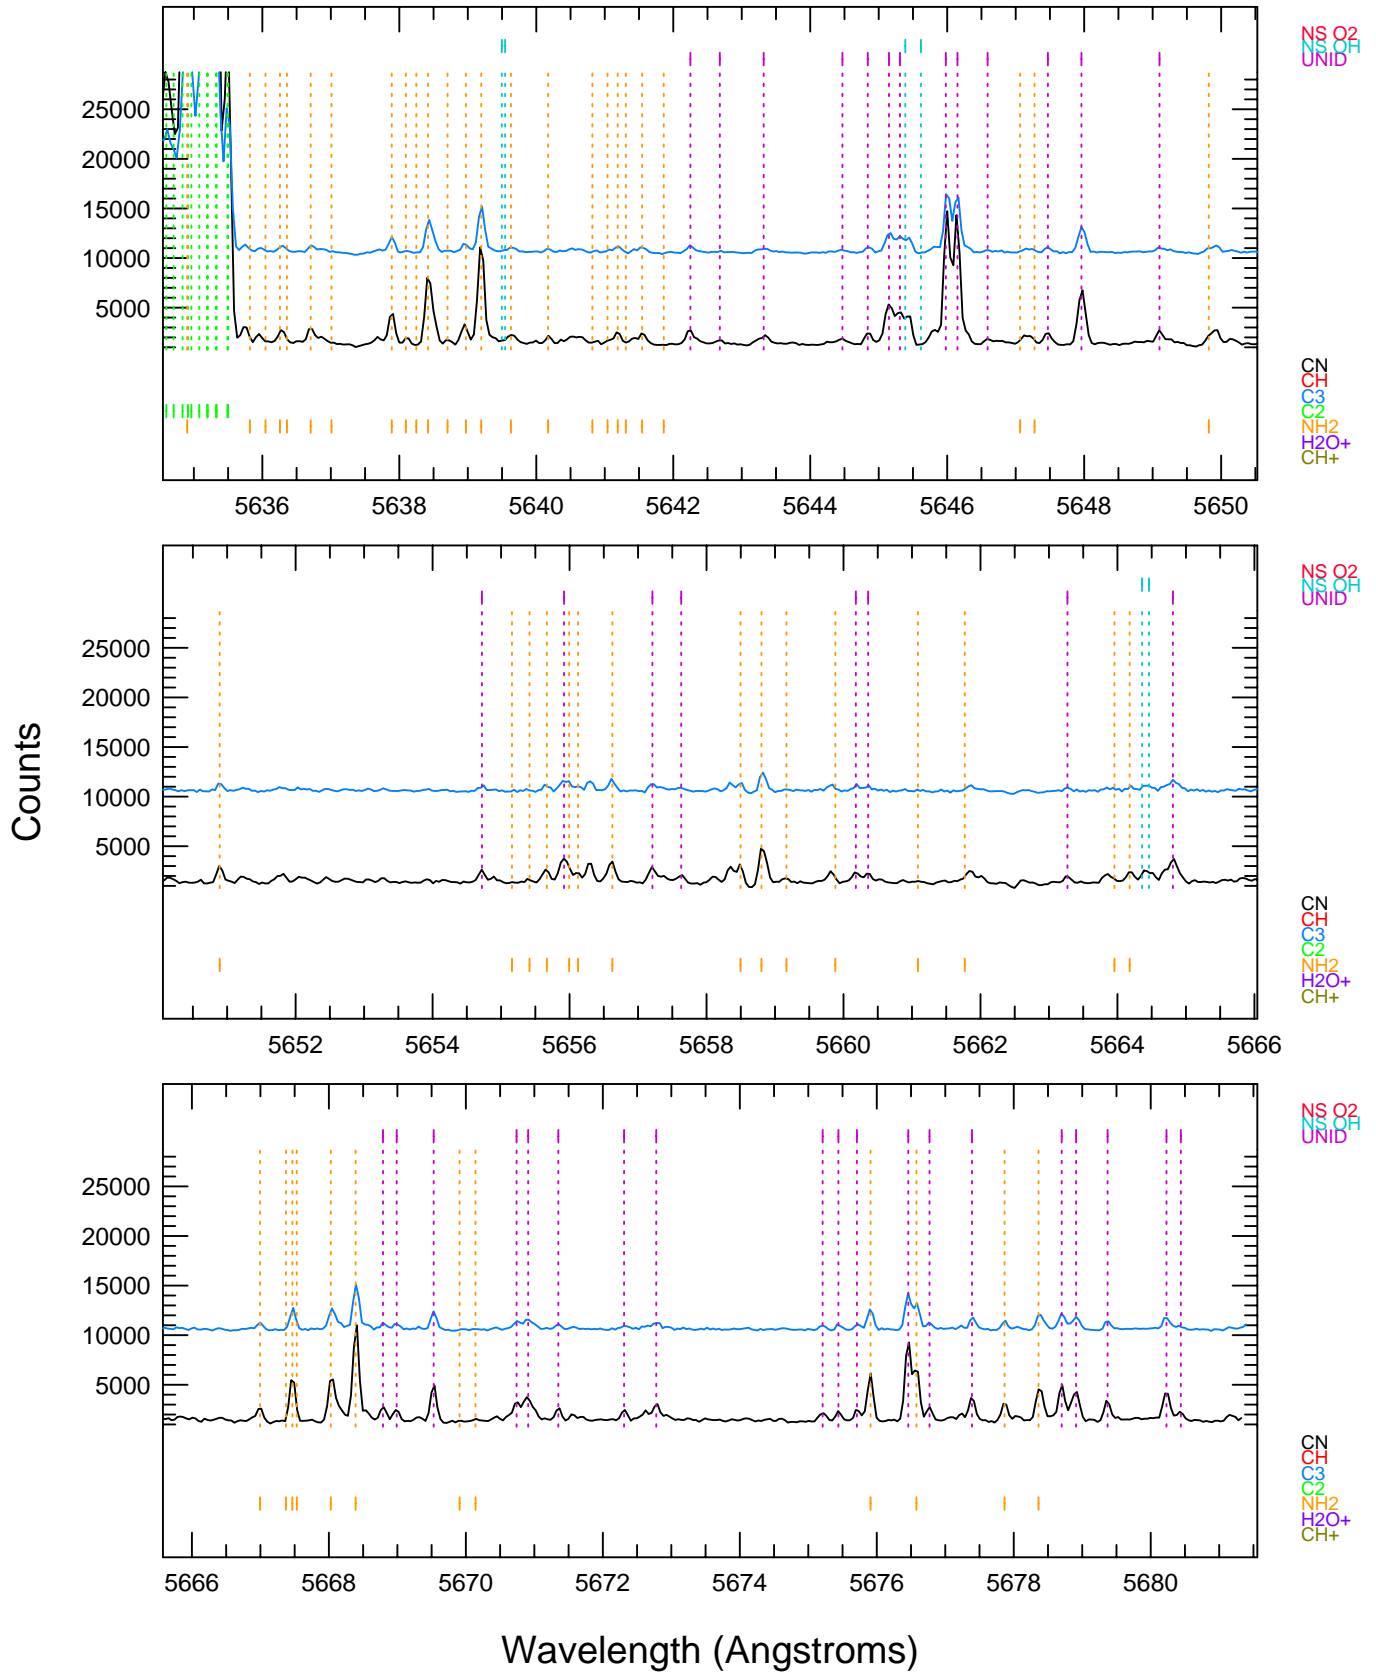 NS O2
NS OH
UNID
25000
20000
15000
10000
5000
CN
CH
C3
C2
NH2
H2O+
CH+
5636 5638 5640 5642 5644 5646 5648 5650
NS O2
NS OH
UNID
25000
20000
15000
10000
5000
Counts
CN
CH
C3
C2
NH2
H2O+
CH+
5652 5654 5656 5658 5660 5662 5664 5666
NS O2
NS OH
UNID
25000
20000
15000
10000
5000
CN
CH
C3
C2
NH2
H2O+
CH+
5666 5668 5670 5672 5674 5676 5678 5680
Wavelength (Angstroms)